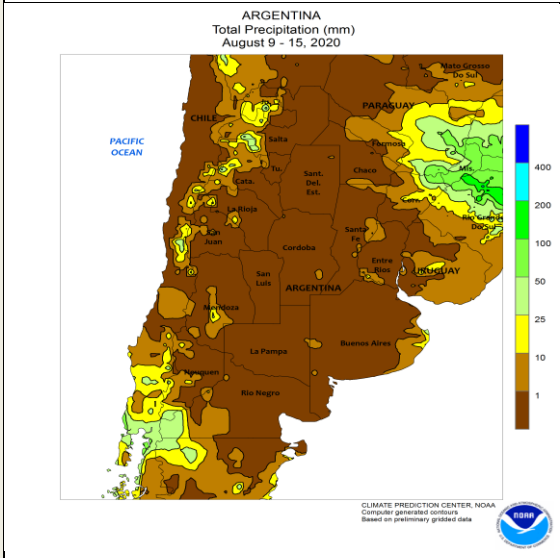 ARGENTINA
Total Precipitation (mm)
August 9 - 15, 2020
Mato Grosso
Do Sul
PARAGUAY
CHILE
PACIFIC
OCEAN
Salta
Formosa
Tu.
Chaco
Mis.
Sant.
Del.
Est.
Cata.
Corr.
La Rioja
Rio Grande
Do Sul
San
Juan
Santa
Fe
Cordoba
Entre
Rios
URUGUAY
San
Luis
ARGENTINA
Mendoza
Buenos Aires
La Pampa
Neuquen
Rio Negro
400
200
100
50
25
10
1
CLIMATE PREDICTION CENTER, NOAA
Computer generated contours
Based on preliminary gridded data
NOAA